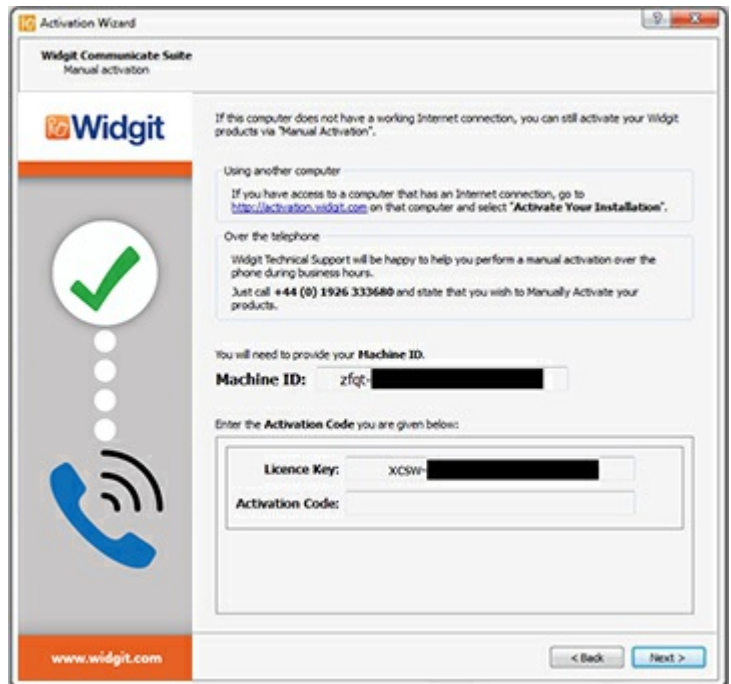 Activation Wizard
Widgit Communicate Suite
Manual activation
Widgit
If this computer does not have a working Internet connection, you can still activate your Widgit
products via "Manual Activation".
Using another computer
If you have access to a computer that has an Internet connection, go to
http://activation.widgit.com on that computer and select "Activate Your Installation".
Over the telephone
Widgit Technical Support will be happy to help you perform a manual activation over the
phone during business hours.
Just call +44 (0) 1926 333680 and state that you wish to Manually Activate your
products.
You will need to provide your Machine ID.
Machine ID: zfqt-
Enter the Activation Code you are given below:
Licence Key: xcsw-
Activation Code:
www.widgit.com
< Back
Next >